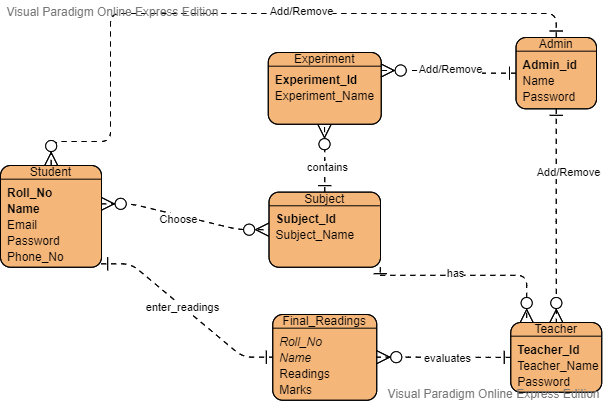 Visual Paradigm Online Express Edition
Add/Remove
Admin
Admin_id
Name
Password
Experiment
Experiment_Id
Experiment_Name
Add/Remove
contains
Add/Remove
Student
Roll_No
Name
Email
Password
Phone_No
Choose
Subject
Subject_Id
Subject_Name
has
enter_readings
Final_Readings
Roll_No
Name
Readings
Marks
evaluates
Teacher
Teacher_Id
Teacher_Name
Password
Visual Paradigm Online Express Edition